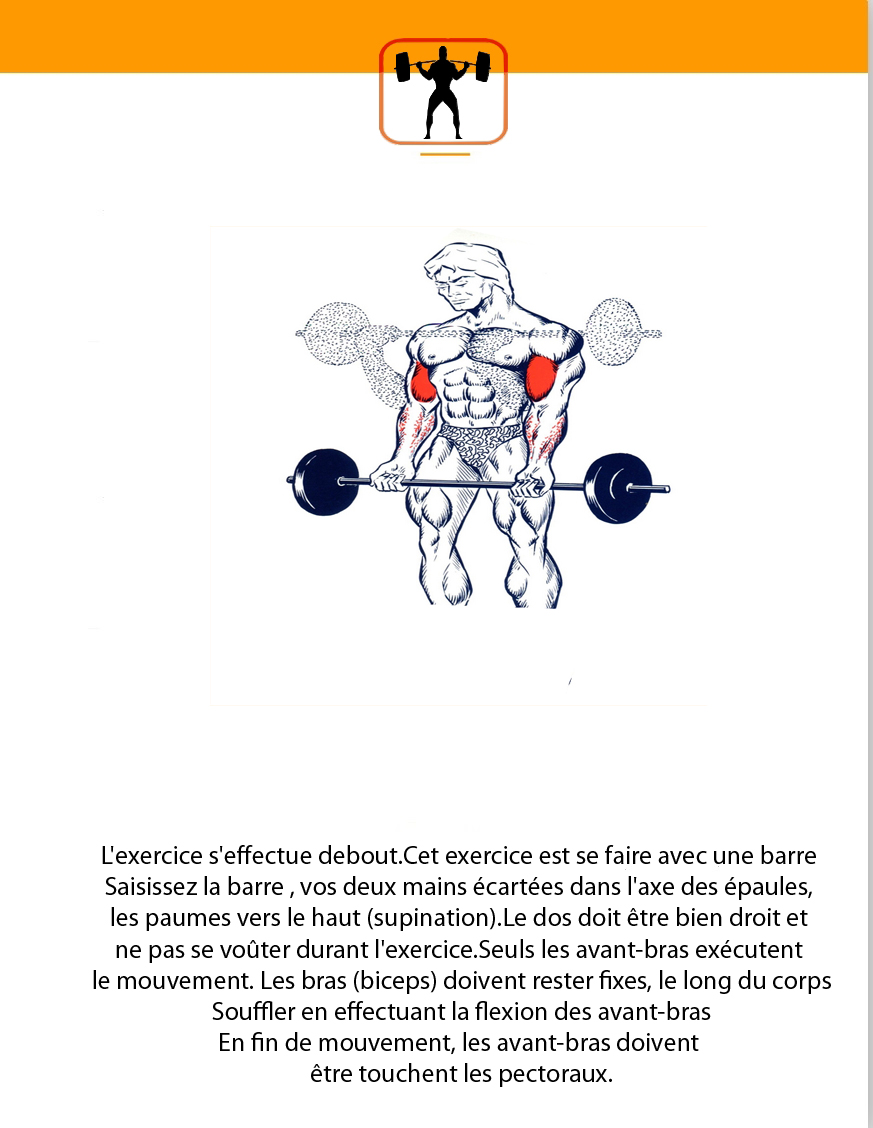 L'exercice s'effectue debout.Cet exercice est se faire avec une barre
Saisissez la barre , vos deux mains écartées dans l'axe des épaules,
les paumes vers le haut (supination).Le dos doit être bien droit et
ne pas se voûter durant l'exercice.Seuls les avant-bras exécutent
le mouvement. Les bras (biceps) doivent rester fixes, le long du corps
Souffler en effectuant la flexion des avant-bras
En fin de mouvement, les avant-bras doivent
être touchent les pectoraux.